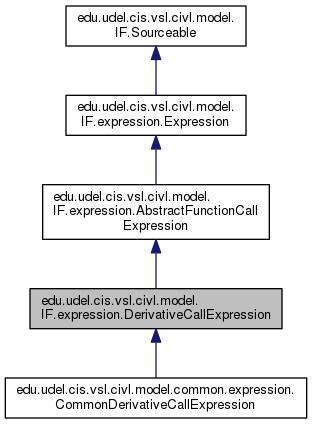 edu.udel.cis.vsl.civl.model.
IF.Sourceable
edu.udel.cis.vsl.civl.model.
IF.expression.Expression
edu.udel.cis.vsl.civl.model.
IF.expression.AbstractFunctionCall
Expression
edu.udel.cis.vsl.civl.model.
IF.expression.DerivativeCallExpression
edu.udel.cis.vsl.civl.model.common.expression.
CommonDerivativeCallExpression